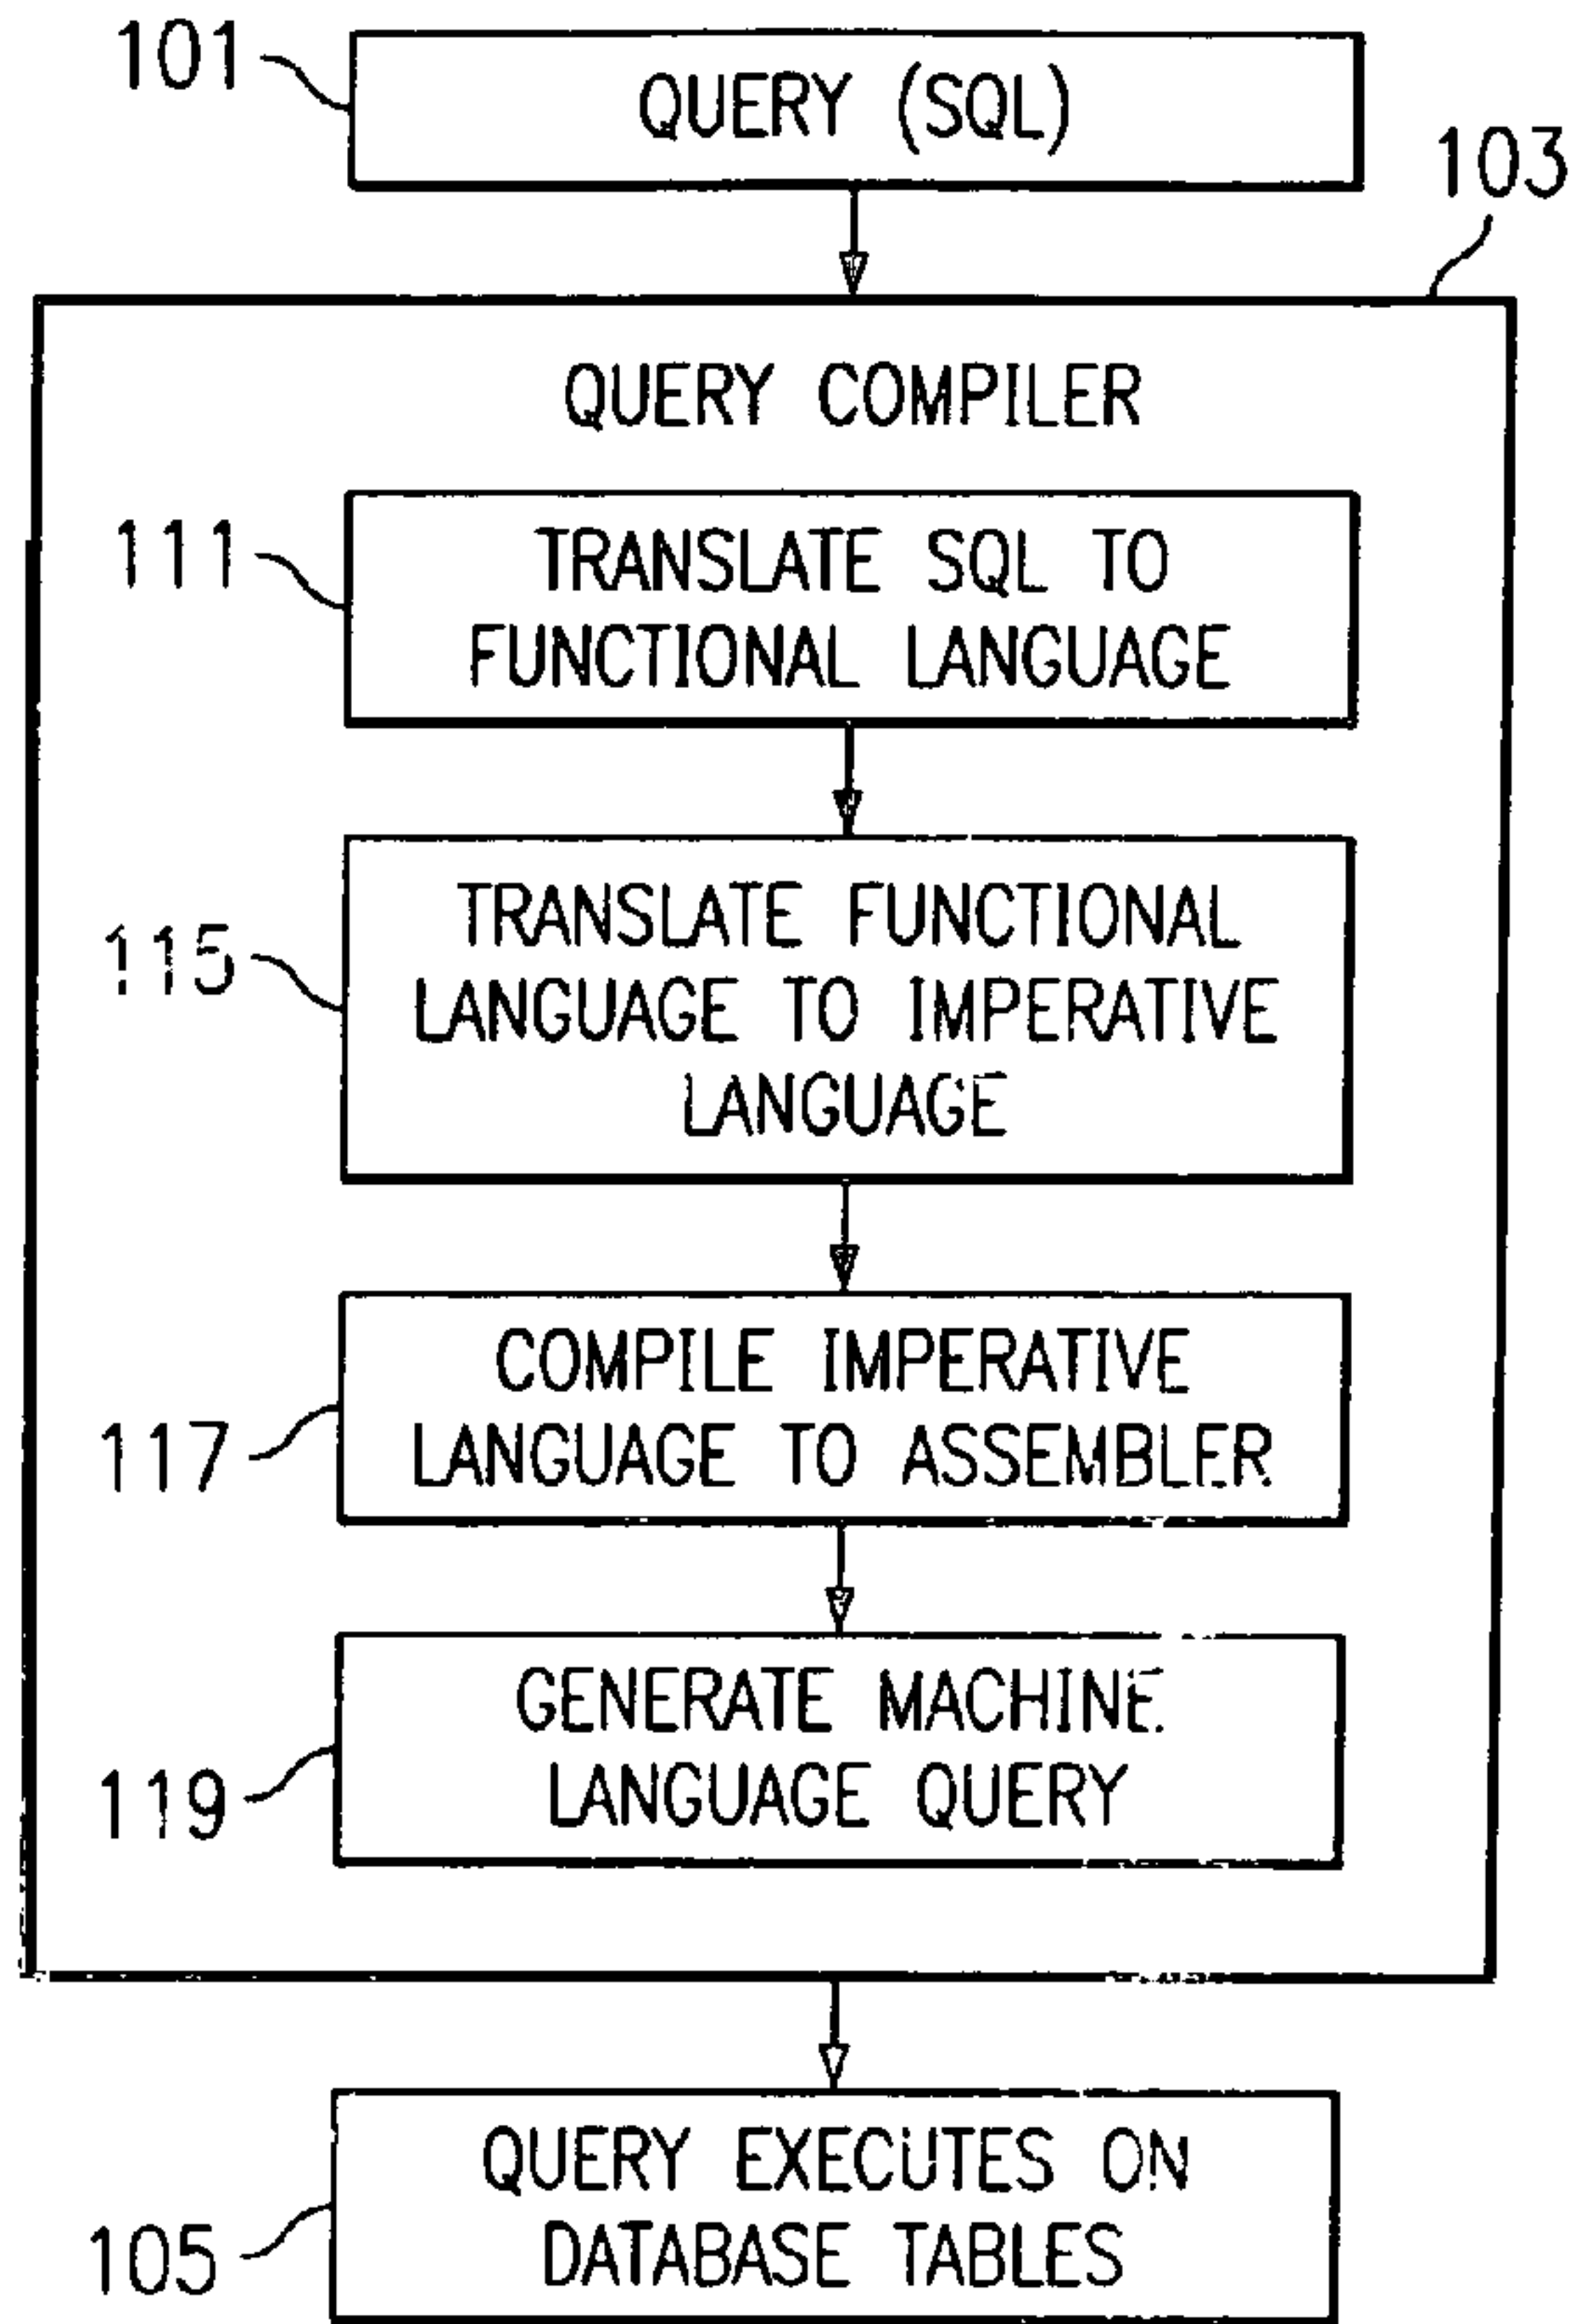 101
QUERY (SQL)
103
QUERY COMPILER
111
TRANSLATE SQL TO
FUNCTIONAL LANGUAGE
115
TRANSLATE FUNCTIONAL
LANGUAGE TO IMPERATIVE
LANGUAGE
117
COMPILE IMPERATIVE
LANGUAGE TO ASSEMBLER
119
GENERATE MACHINE
LANGUAGE QUERY
105
QUERY EXECUTES ON
DATABASE TABLES